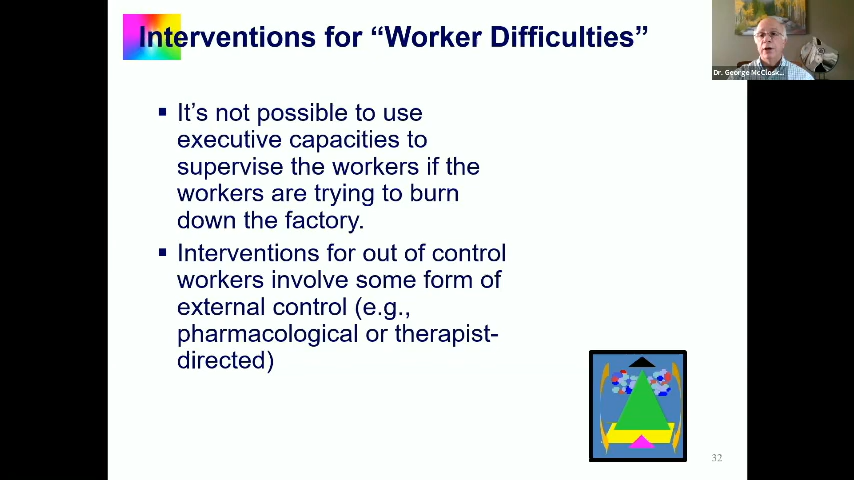 Interventions for “Worker Difficulties”
Dr. George McClosk...
▪ It’s not possible to use
executive capacities to
supervise the workers if the
workers are trying to burn
down the factory.
▪ Interventions for out of control
workers involve some form of
external control (e.g.,
pharmacological or therapist-
directed)
32